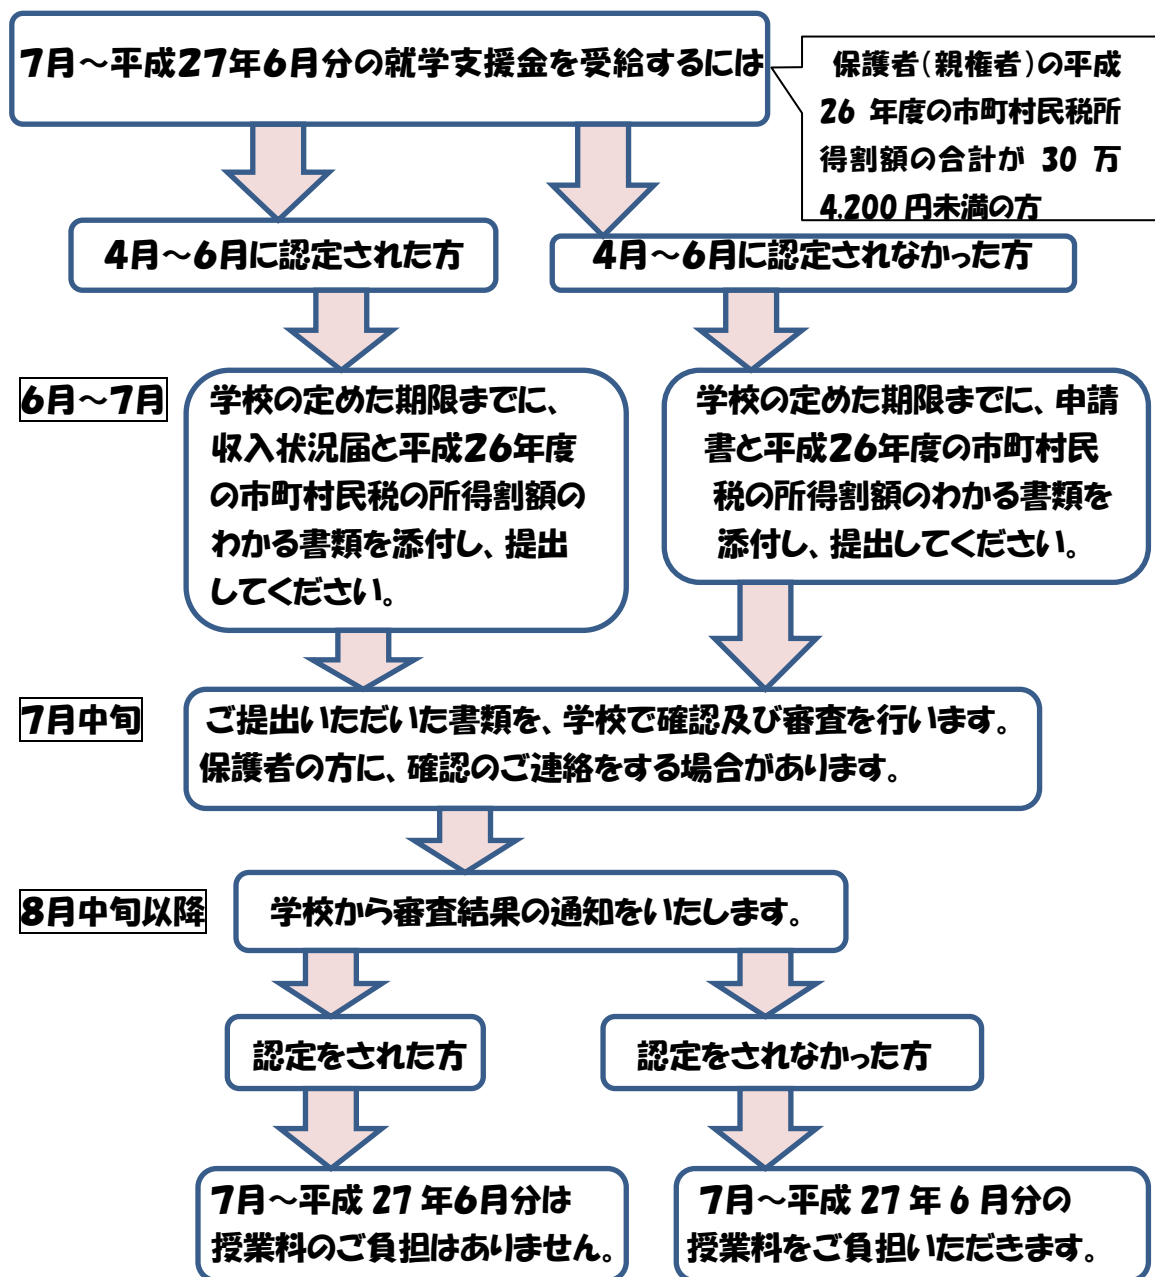 7月～平成27年6月分の就学支援金を受給するには
保護者（親権者）の平成
26 年度の市町村民税所
得割額の合計が 30 万
4,200 円未満の方
4月～6月に認定された方
4月～6月に認定されなかった方
6月～7月
学校の定めた期限までに、
収入状況届と平成26年度
の市町村民税の所得割額の
わかる書類を添付し、提出
してください。
学校の定めた期限までに、申請
書と平成26年度の市町村民
税の所得割額のわかる書類を
添付し、提出してください。
7月中旬
ご提出いただいた書類を、学校で確認及び審査を行います。
保護者の方に、確認のご連絡をする場合があります。
8月中旬以降
学校から審査結果の通知をいたします。
認定をされた方
認定をされなかった方
7月～平成 27 年6月分は
授業料のご負担はありません。
7月～平成 27 年 6 月分の
授業料をご負担いただきます。